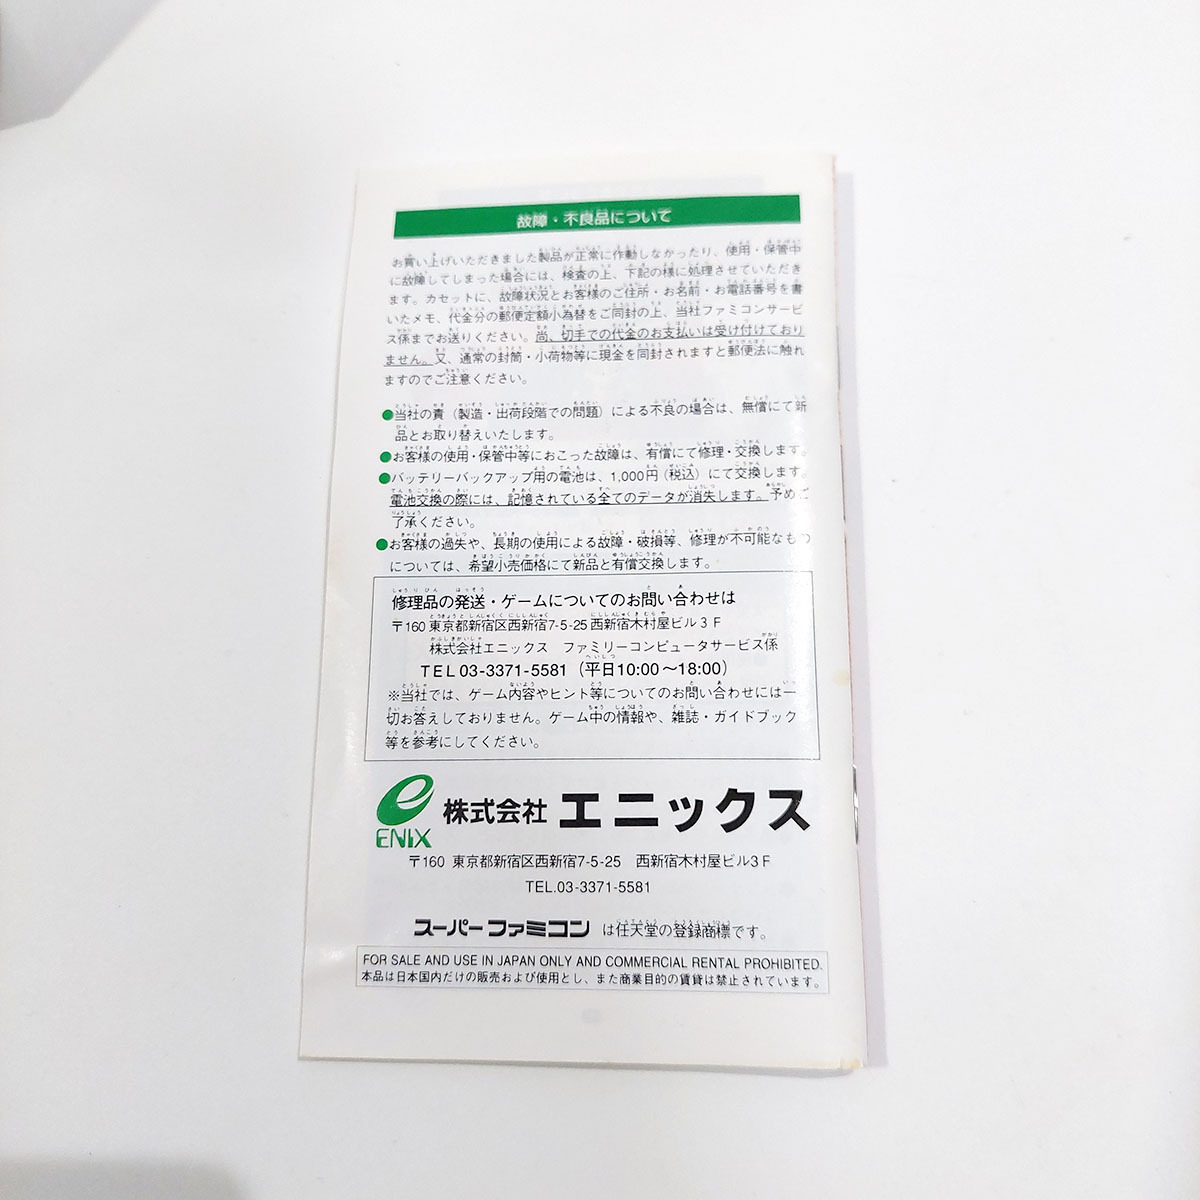 故障・不良品について
お買い上げいただきました製品が正常に作動しなかったり、使用・保管中
に故障してしまった場合には、検査の上、下記の様に処理させていただき
ます。カセットに、故障状況とお客様のご住所・お名前・お電話番号を書
いたメモ、代金分の郵便定額小為替をご同封の上、当社ファミコンサービ
ス係までお送りください。尚、切手での代金のお支払いは受け付けており
ません。又、通常の封筒・小荷物等に現金を同封されますと郵便法に触れ
ますのでご注意ください。
●当社の責（製造・出荷段階での問題）による不良の場合は、無償にて新
品とお取り替えいたします。
●お客様の使用・保管中等におこった故障は、有償にて修理・交換します。
●バッテリーバックアップ用の電池は、1,000円（税込）にて交換します。
電池交換の際には、記憶されている全てのデータが消失します。予めご
了承ください。
●お客様の過失や、長期の使用による故障・破損等、修理が不可能なもの
については、希望小売価格にて新品と有償交換します。
修理品の発送・ゲームについてのお問い合わせは
〒160 東京都新宿区西新宿7-5-25 西新宿木村屋ビル3F
株式会社エニックス ファミリーコンピュータサービス係
TEL 03-3371-5581（平日10:00～18:00）
※当社では、ゲーム内容やヒント等についてのお問い合わせには一
切お答えしておりません。ゲーム中の情報や、雑誌・ガイドブック
等を参考にしてください。
ENIX 株式会社 エニックス
〒160 東京都新宿区西新宿7-5-25 西新宿木村屋ビル3F
TEL.03-3371-5581
スーパーファミコン は任天堂の登録商標です。
FOR SALE AND USE IN JAPAN ONLY AND COMMERCIAL RENTAL PROHIBITED.
本品は日本国内だけの販売および使用とし、また商業目的の賃貸は禁止されています。